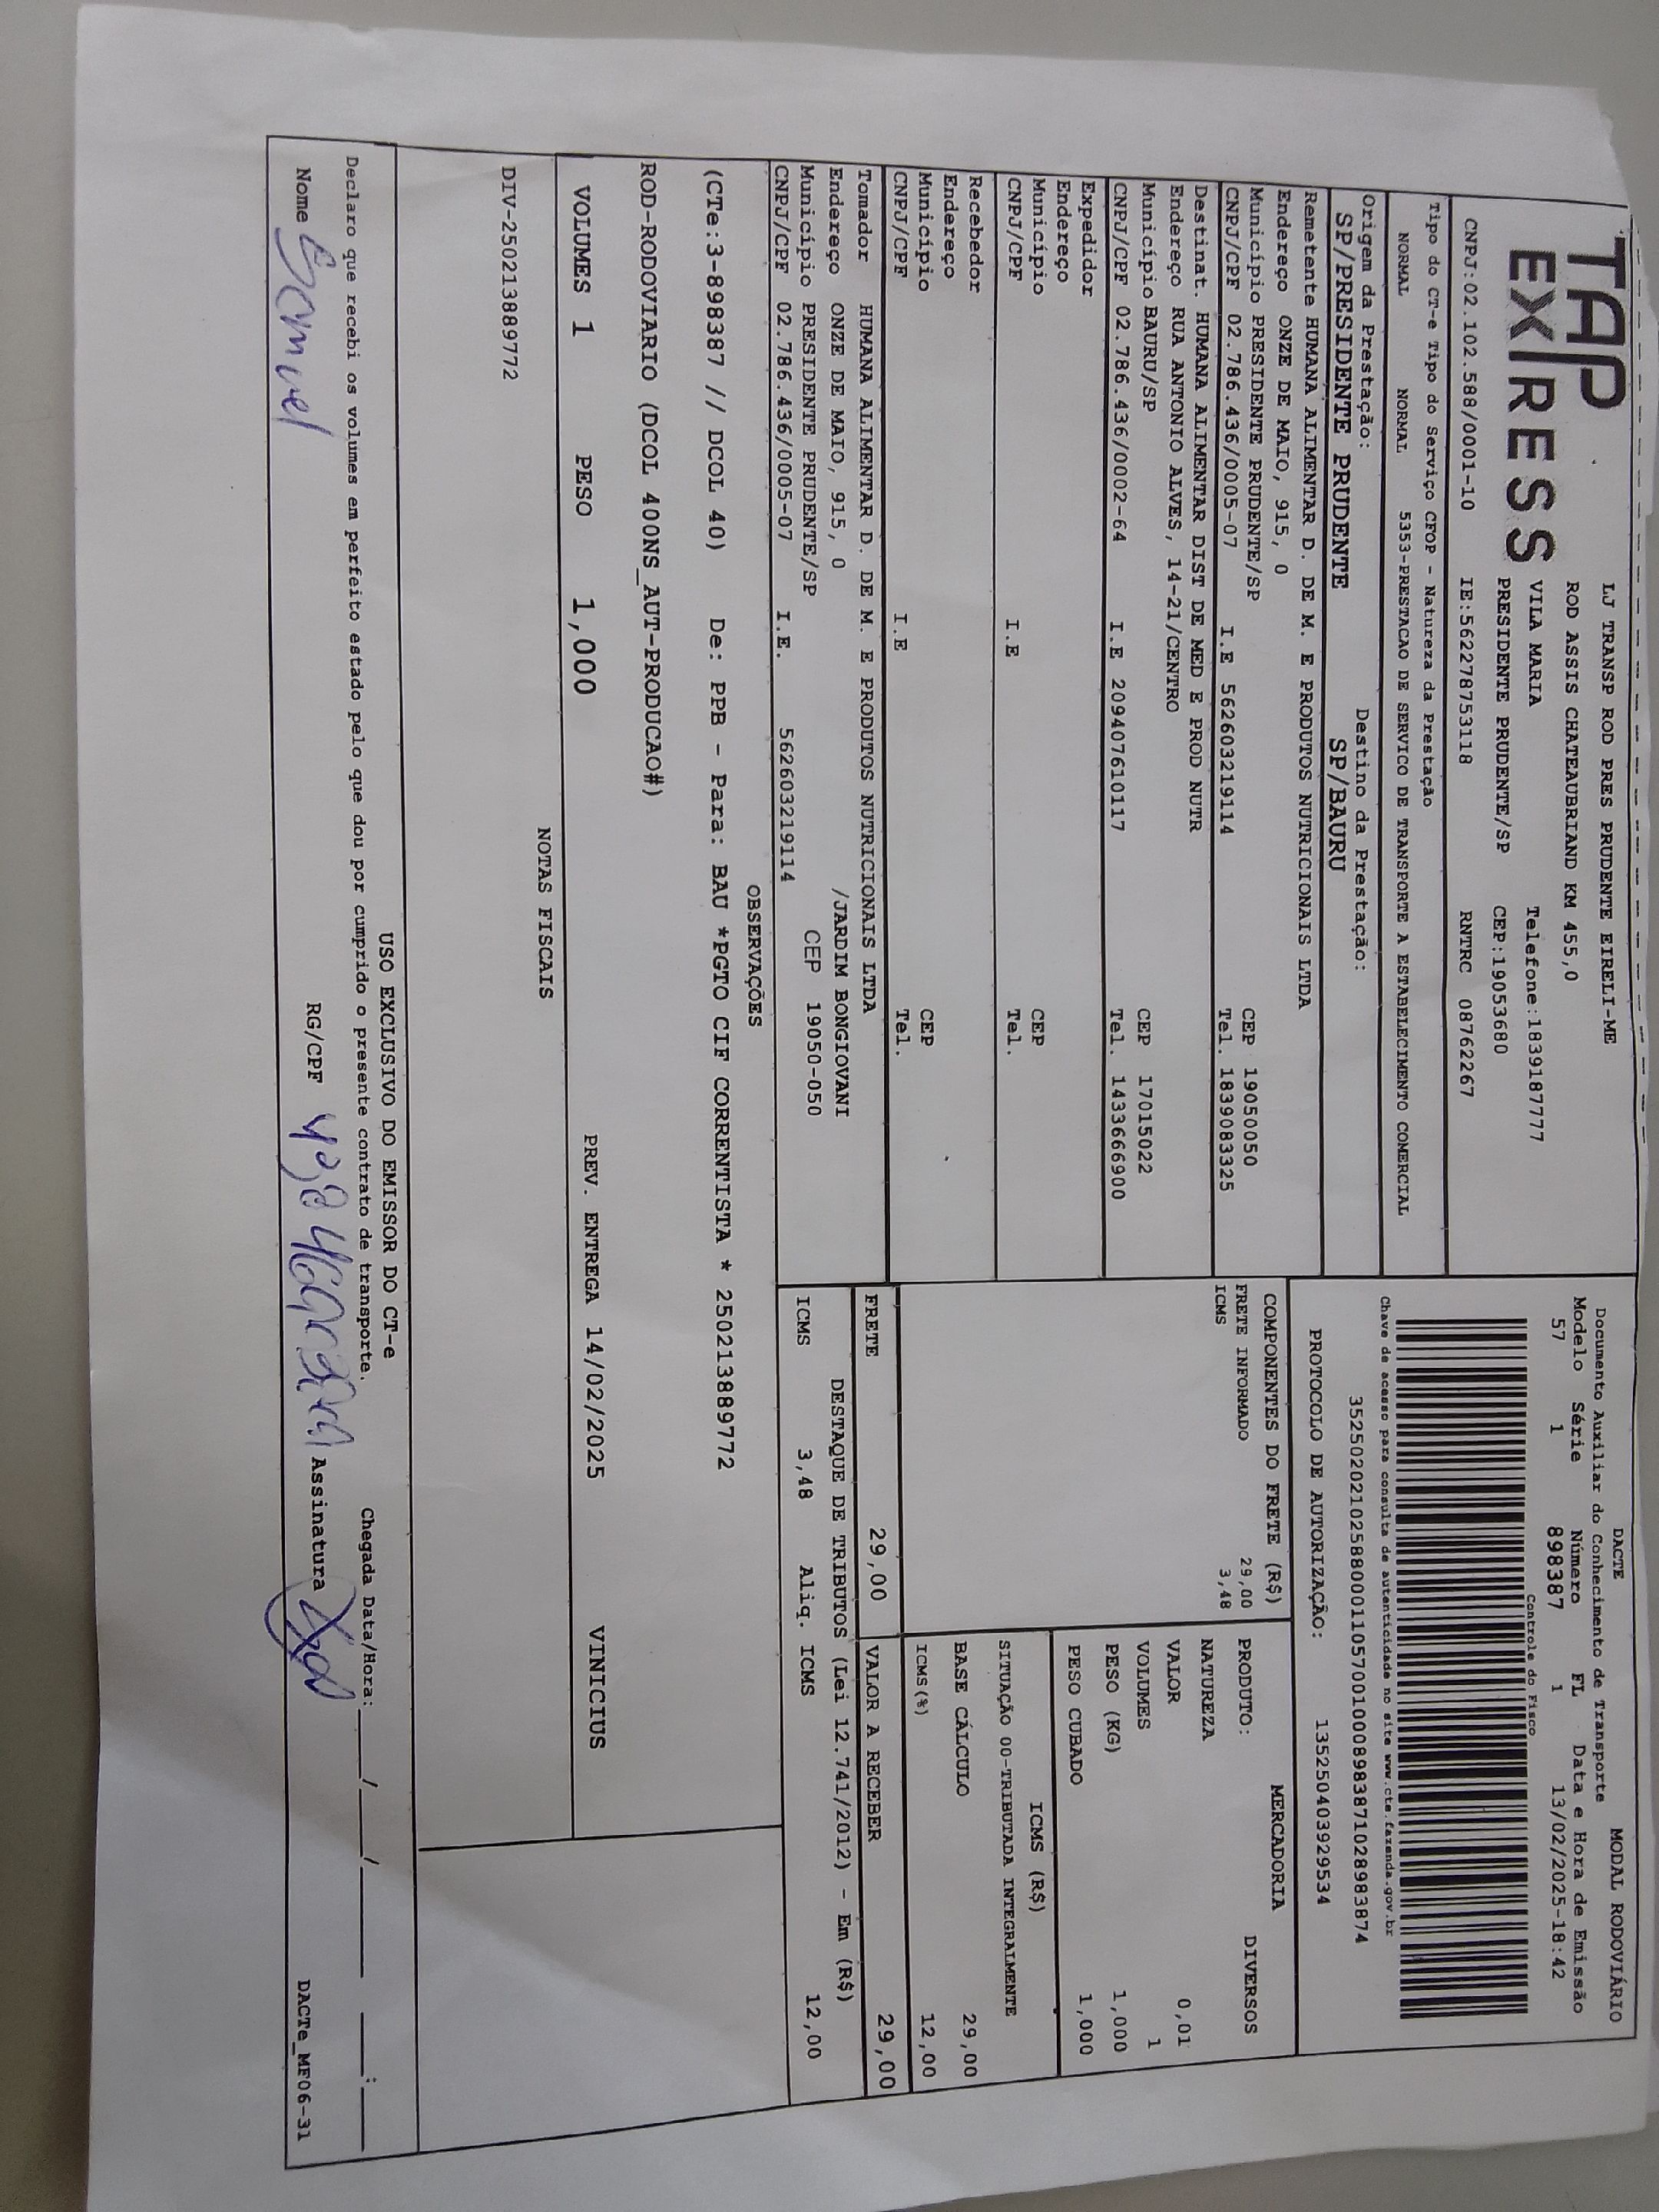 TAP
EXPRESS
LJ TRANSP ROD PRES PRUDENTE EIRELI-ME
ROD ASSIS CHATEAUBRIAND KM 455,0
VILA MARIA Telefone:1839187777
PRESIDENTE PRUDENTE/SP CEP:19053680
CNPJ:02.102.588/0001-10 IE:562278753118 RNTRC 08762267
DACTE MODAL RODOVIÁRIO
Documento Auxiliar do Conhecimento de Transporte
Modelo Série Número FL Data e Hora de Emissão
57 1 898387 1 13/02/2025-18:42
Controle do Fisco
Chave de acesso para consulta de autenticidade no site www.cte.fazenda.gov.br
35250202102588000110570010008983871028983874
PROTOCOLO DE AUTORIZAÇÃO: 135250403929534
Tipo do CT-e Tipo do Serviço CFOP - Natureza da Prestação
NORMAL NORMAL 5353-PRESTACAO DE SERVICO DE TRANSPORTE A ESTABELECIMENTO COMERCIAL
Origem da Prestação: Destino da Prestação:
SP/PRESIDENTE PRUDENTE SP/BAURU
Remetente HUMANA ALIMENTAR D. DE M. E PRODUTOS NUTRICIONAIS LTDA
Endereço ONZE DE MAIO, 915, 0
Município PRESIDENTE PRUDENTE/SP CEP 19050050
CNPJ/CPF 02.786.436/0005-07 I.E 562603219114 Tel. 1839083325
Destinat. HUMANA ALIMENTAR DIST DE MED E PROD NUTR
Endereço RUA ANTONIO ALVES, 14-21/CENTRO
Município BAURU/SP CEP 17015022
CNPJ/CPF 02.786.436/0002-64 I.E 209407610117 Tel. 1433666900
Expedidor
Endereço
Município CEP
CNPJ/CPF I.E Tel.
Recebedor
Endereço
Município CEP
CNPJ/CPF I.E Tel.
Tomador HUMANA ALIMENTAR D. DE M. E PRODUTOS NUTRICIONAIS LTDA
Endereço ONZE DE MAIO, 915, 0 /JARDIM BONGIOVANI
Município PRESIDENTE PRUDENTE/SP CEP 19050-050
CNPJ/CPF 02.786.436/0005-07 I.E. 562603219114
COMPONENTES DO FRETE (R$)
FRETE INFORMADO 29,00
ICMS 3,48
MERCADORIA
PRODUTO: DIVERSOS
NATUREZA
VALOR 0,01
VOLUMES 1
PESO (KG) 1,000
PESO CUBADO 1,000
ICMS (R$)
SITUAÇÃO 00-TRIBUTADA INTEGRALMENTE
BASE CÁLCULO 29,00
ICMS(%) 12,00
FRETE 29,00 VALOR A RECEBER 29,00
DESTAQUE DE TRIBUTOS (Lei 12.741/2012) - Em (R$)
ICMS 3,48 Aliq. ICMS 12,00
OBSERVAÇÕES
(CTe:3-898387 // DCOL 40) De: PPB - Para: BAU *PGTO CIF CORRENTISTA * 250213889772
ROD-RODOVIARIO (DCOL 400NS_AUT-PRODUCAO#)
VOLUMES 1 PESO 1,000 PREV. ENTREGA 14/02/2025 VINICIUS
NOTAS FISCAIS
DIV-250213889772
USO EXCLUSIVO DO EMISSOR DO CT-e
Declaro que recebi os volumes em perfeito estado pelo que dou por cumprido o presente contrato de transporte. Chegada Data/Hora: ____/____/______ ____:____
Nome Samuel RG/CPF Assinatura DACTe_MF06-31